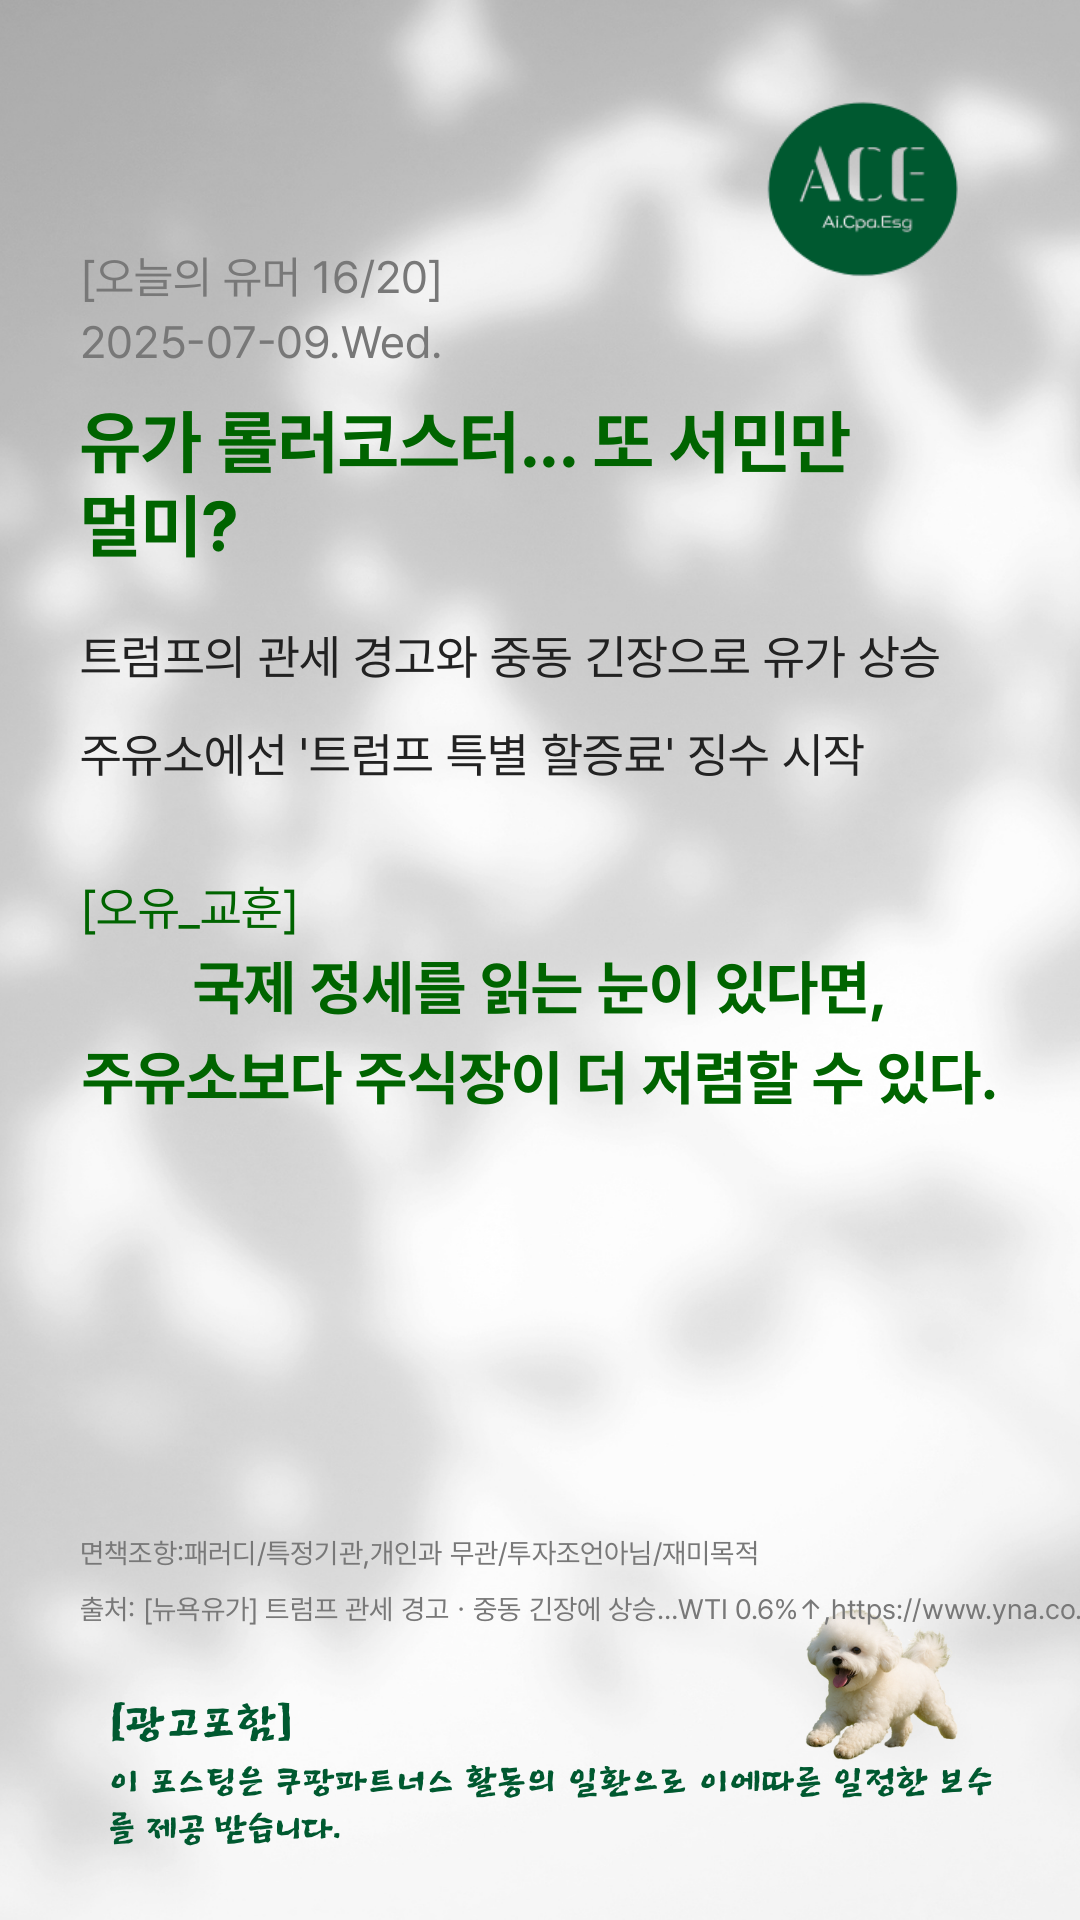 ACE
Ai.Cpa.Esg
[오늘의 유머 16/20]
2025-07-09.Wed.
유가 롤러코스터... 또 서민만
멀미?
트럼프의 관세 경고와 중동 긴장으로 유가 상승
주유소에선 '트럼프 특별 할증료' 징수 시작
[오유_교훈]
국제 정세를 읽는 눈이 있다면,
주유소보다 주식장이 더 저렴할 수 있다.
면책조항:패러디/특정기관,개인과 무관/투자조언아님/재미목적
출처: [뉴욕유가] 트럼프 관세 경고 · 중동 긴장에 상승...WTI 0.6%↑,https://www.yna.co.
[광고포함]
이 포스팅은 쿠팡파트너스 활동의 일환으로 이에따른 일정한 보수
를 제공 받습니다.